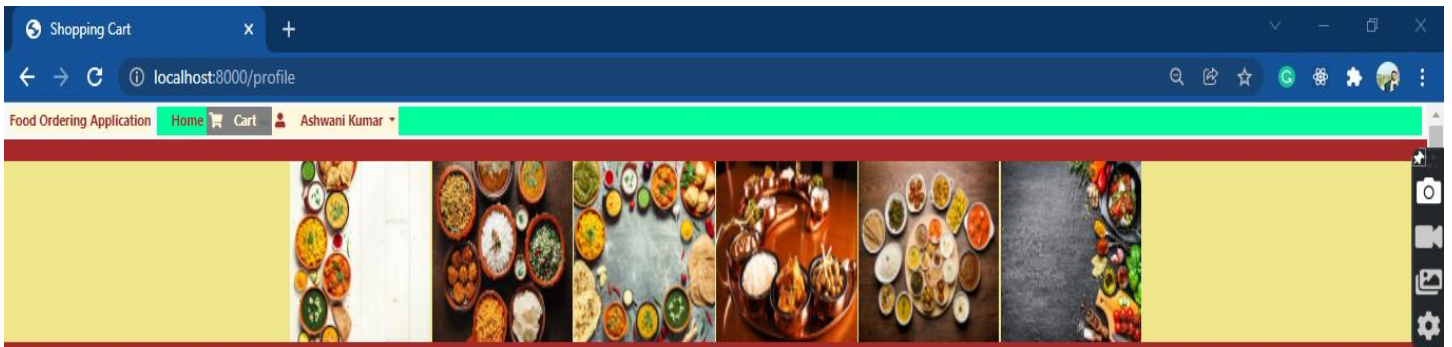 Shopping Cart
localhost:8000/profile
Food Ordering Application Home Cart Ashwani Kumar